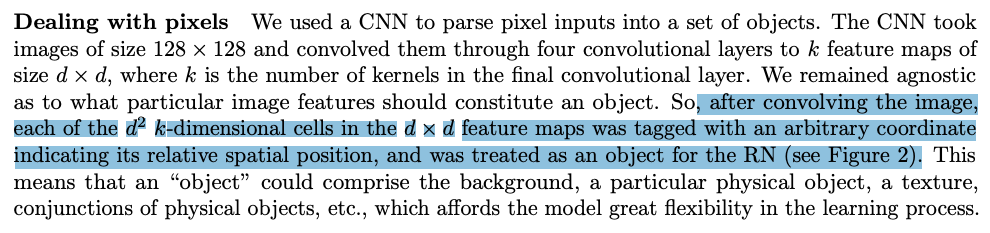 Dealing with pixels We used a CNN to parse pixel inputs into a set of objects. The CNN took
images of size 128 × 128 and convolved them through four convolutional layers to k feature maps of
size d × d, where k is the number of kernels in the final convolutional layer. We remained agnostic
as to what particular image features should constitute an object. So, after convolving the image,
each of the d² k-dimensional cells in the d × d feature maps was tagged with an arbitrary coordinate
indicating its relative spatial position, and was treated as an object for the RN (see Figure 2). This
means that an “object” could comprise the background, a particular physical object, a texture,
conjunctions of physical objects, etc., which affords the model great flexibility in the learning process.